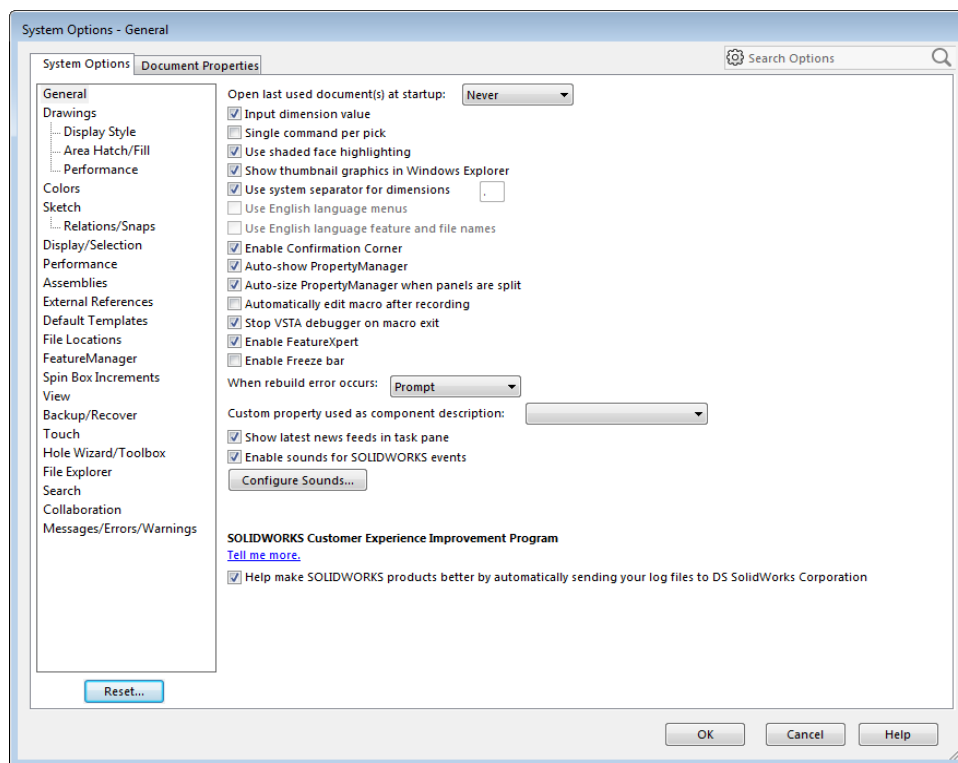 System Options - General
System Options
Document Properties
Search Options
General
Drawings
Display Style
Area Hatch/Fill
Performance
Colors
Sketch
Relations/Snaps
Display/Selection
Performance
Assemblies
External References
Default Templates
File Locations
FeatureManager
Spin Box Increments
View
Backup/Recover
Touch
Hole Wizard/Toolbox
File Explorer
Search
Collaboration
Messages/Errors/Warnings
Reset...
Open last used document(s) at startup: Never
Input dimension value
Single command per pick
Use shaded face highlighting
Show thumbnail graphics in Windows Explorer
Use system separator for dimensions .
Use English language menus
Use English language feature and file names
Enable Confirmation Corner
Auto-show PropertyManager
Auto-size PropertyManager when panels are split
Automatically edit macro after recording
Stop VSTA debugger on macro exit
Enable FeatureXpert
Enable Freeze bar
When rebuild error occurs: Prompt
Custom property used as component description:
Show latest news feeds in task pane
Enable sounds for SOLIDWORKS events
Configure Sounds...
SOLIDWORKS Customer Experience Improvement Program
Tell me more.
Help make SOLIDWORKS products better by automatically sending your log files to DS SolidWorks Corporation
OK
Cancel
Help